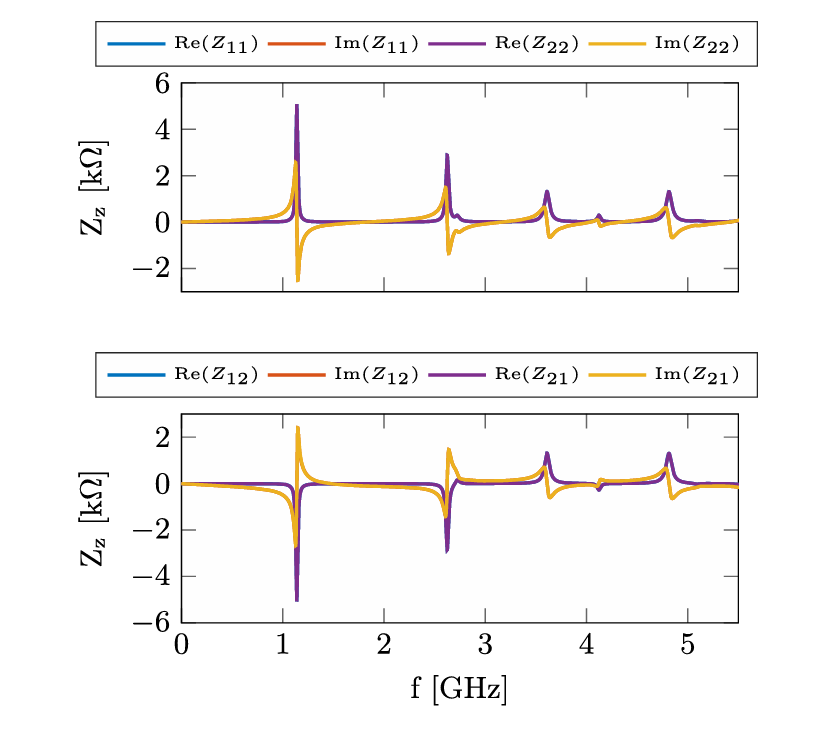 Re(Z11) Im(Z11) Re(Z22) Im(Z22)
6
4
2
0
−2
Zz [kΩ]
Re(Z12) Im(Z12) Re(Z21) Im(Z21)
2
0
−2
−4
−6
Zz [kΩ]
0 1 2 3 4 5
f [GHz]